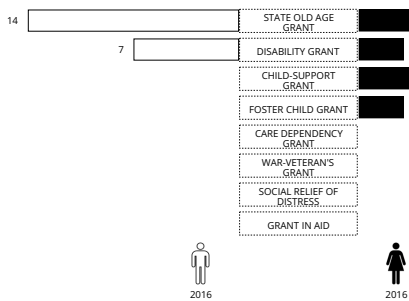 14
STATE OLD AGE
GRANT
7
DISABILITY GRANT
CHILD-SUPPORT
GRANT
FOSTER CHILD GRANT
CARE DEPENDENCY
GRANT
WAR-VETERAN'S
GRANT
SOCIAL RELIEF OF
DISTRESS
GRANT IN AID
2016
2016